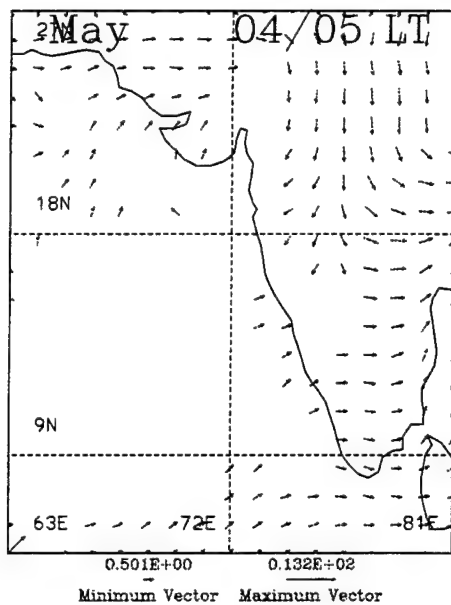 May 04/05 LT
2
18N
9N
63E 72E 81E
0.501E+00 0.132E+02
Minimum Vector Maximum Vector